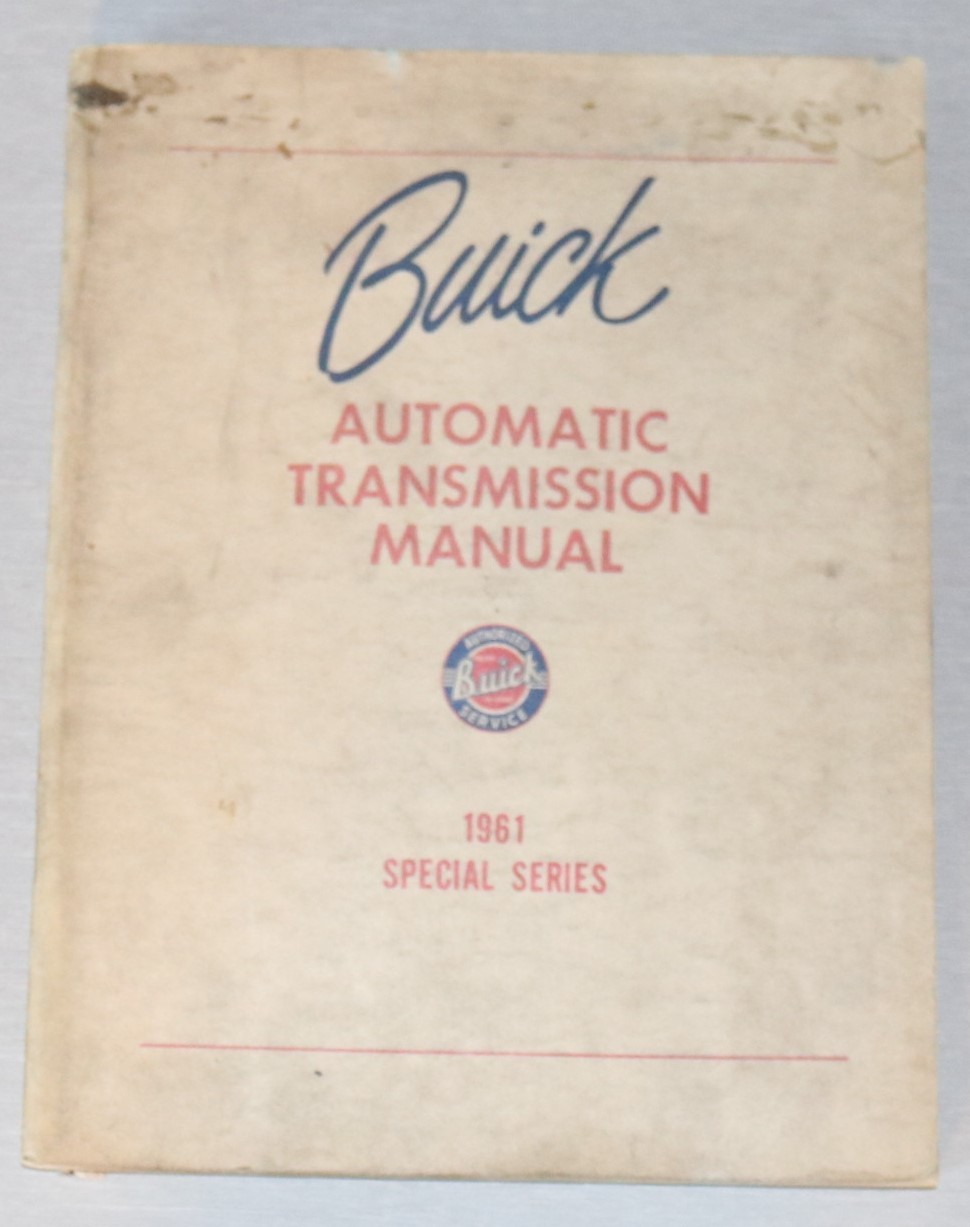 Buick
AUTOMATIC
TRANSMISSION
MANUAL
AUTHORIZED
Buick
SERVICE
1961
SPECIAL SERIES